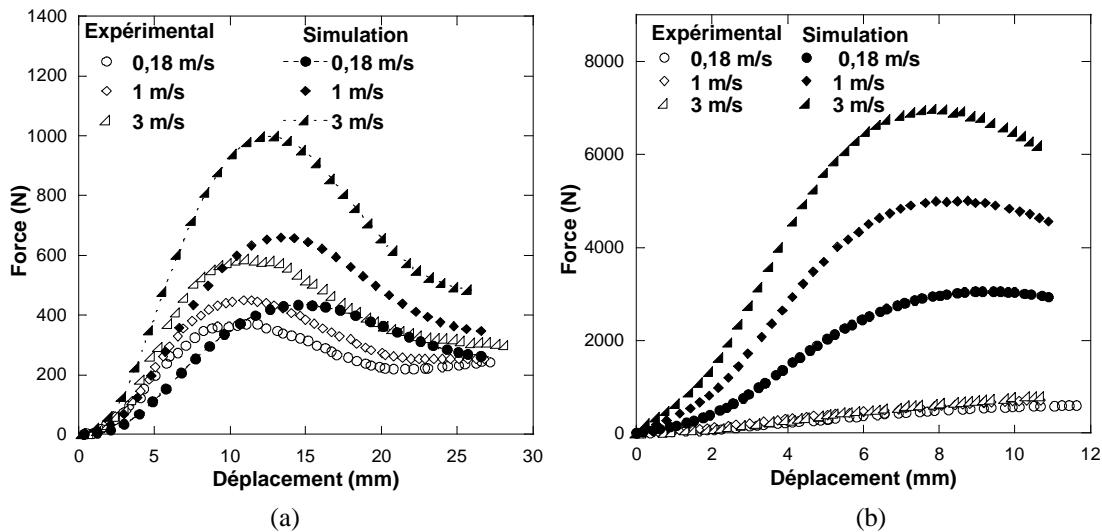 1400
1200
1000
800
600
400
200
0
Force (N)
0 5 10 15 20 25 30
Déplacement (mm)
Expérimental Simulation
0,18 m/s 0,18 m/s
1 m/s 1 m/s
3 m/s 3 m/s
(a)
8000
6000
4000
2000
0
Force (N)
0 2 4 6 8 10 12
Déplacement (mm)
Expérimental Simulation
0,18 m/s 0,18 m/s
1 m/s 1 m/s
3 m/s 3 m/s
(b)